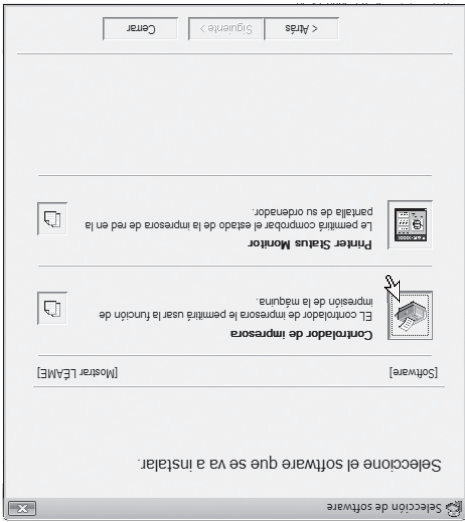 Selección de software
Seleccione el software que se va a instalar.
[Software] [Mostrar LÉAME]
Controlador de impresora
EL controlador de impresora le permitirá usar la función de
impresión de la máquina.
Printer Status Monitor
Le permitirá comprobar el estado de la impresora de red en la
pantalla de su ordenador.
< Atrás Siguiente > Cerrar